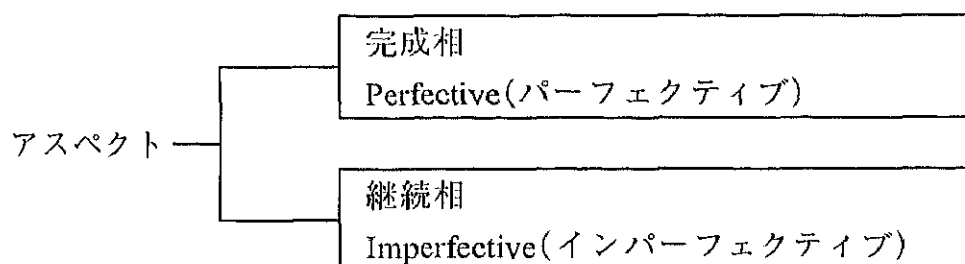 完成相
Perfective(パーフェクティブ)
アスペクト
継続相
Imperfective(インパーフェクティブ)